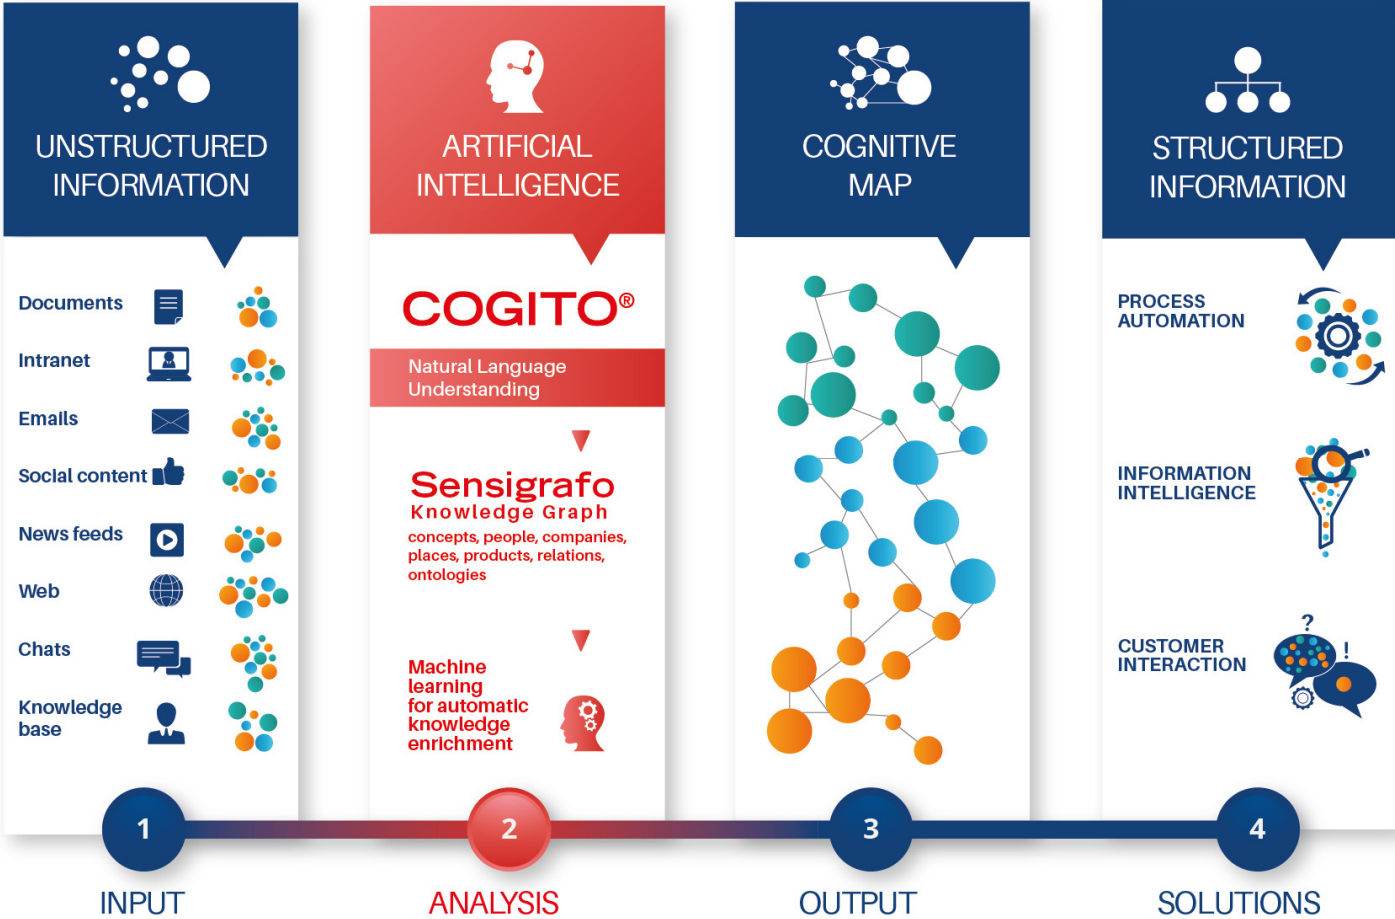 UNSTRUCTURED
INFORMATION
Documents
Intranet
Emails
Social content
News feeds
Web
Chats
Knowledge
base
1
INPUT
ARTIFICIAL
INTELLIGENCE
COGITO®
Natural Language
Understanding
Sensigrafo
Knowledge Graph
concepts, people, companies,
places, products, relations,
ontologies
Machine
learning
for automatic
knowledge
enrichment
2
ANALYSIS
COGNITIVE
MAP
3
OUTPUT
STRUCTURED
INFORMATION
PROCESS
AUTOMATION
INFORMATION
INTELLIGENCE
CUSTOMER
INTERACTION
?
!
4
SOLUTIONS